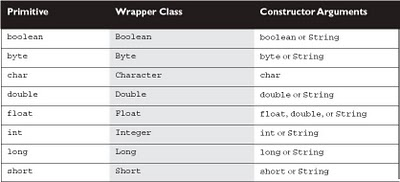 Primitive Wrapper Class Constructor Arguments
boolean Boolean boolean or String
byte Byte byte or String
char Character char
double Double double or String
float Float float, double, or String
int Integer int or String
long Long long or String
short Short short or String